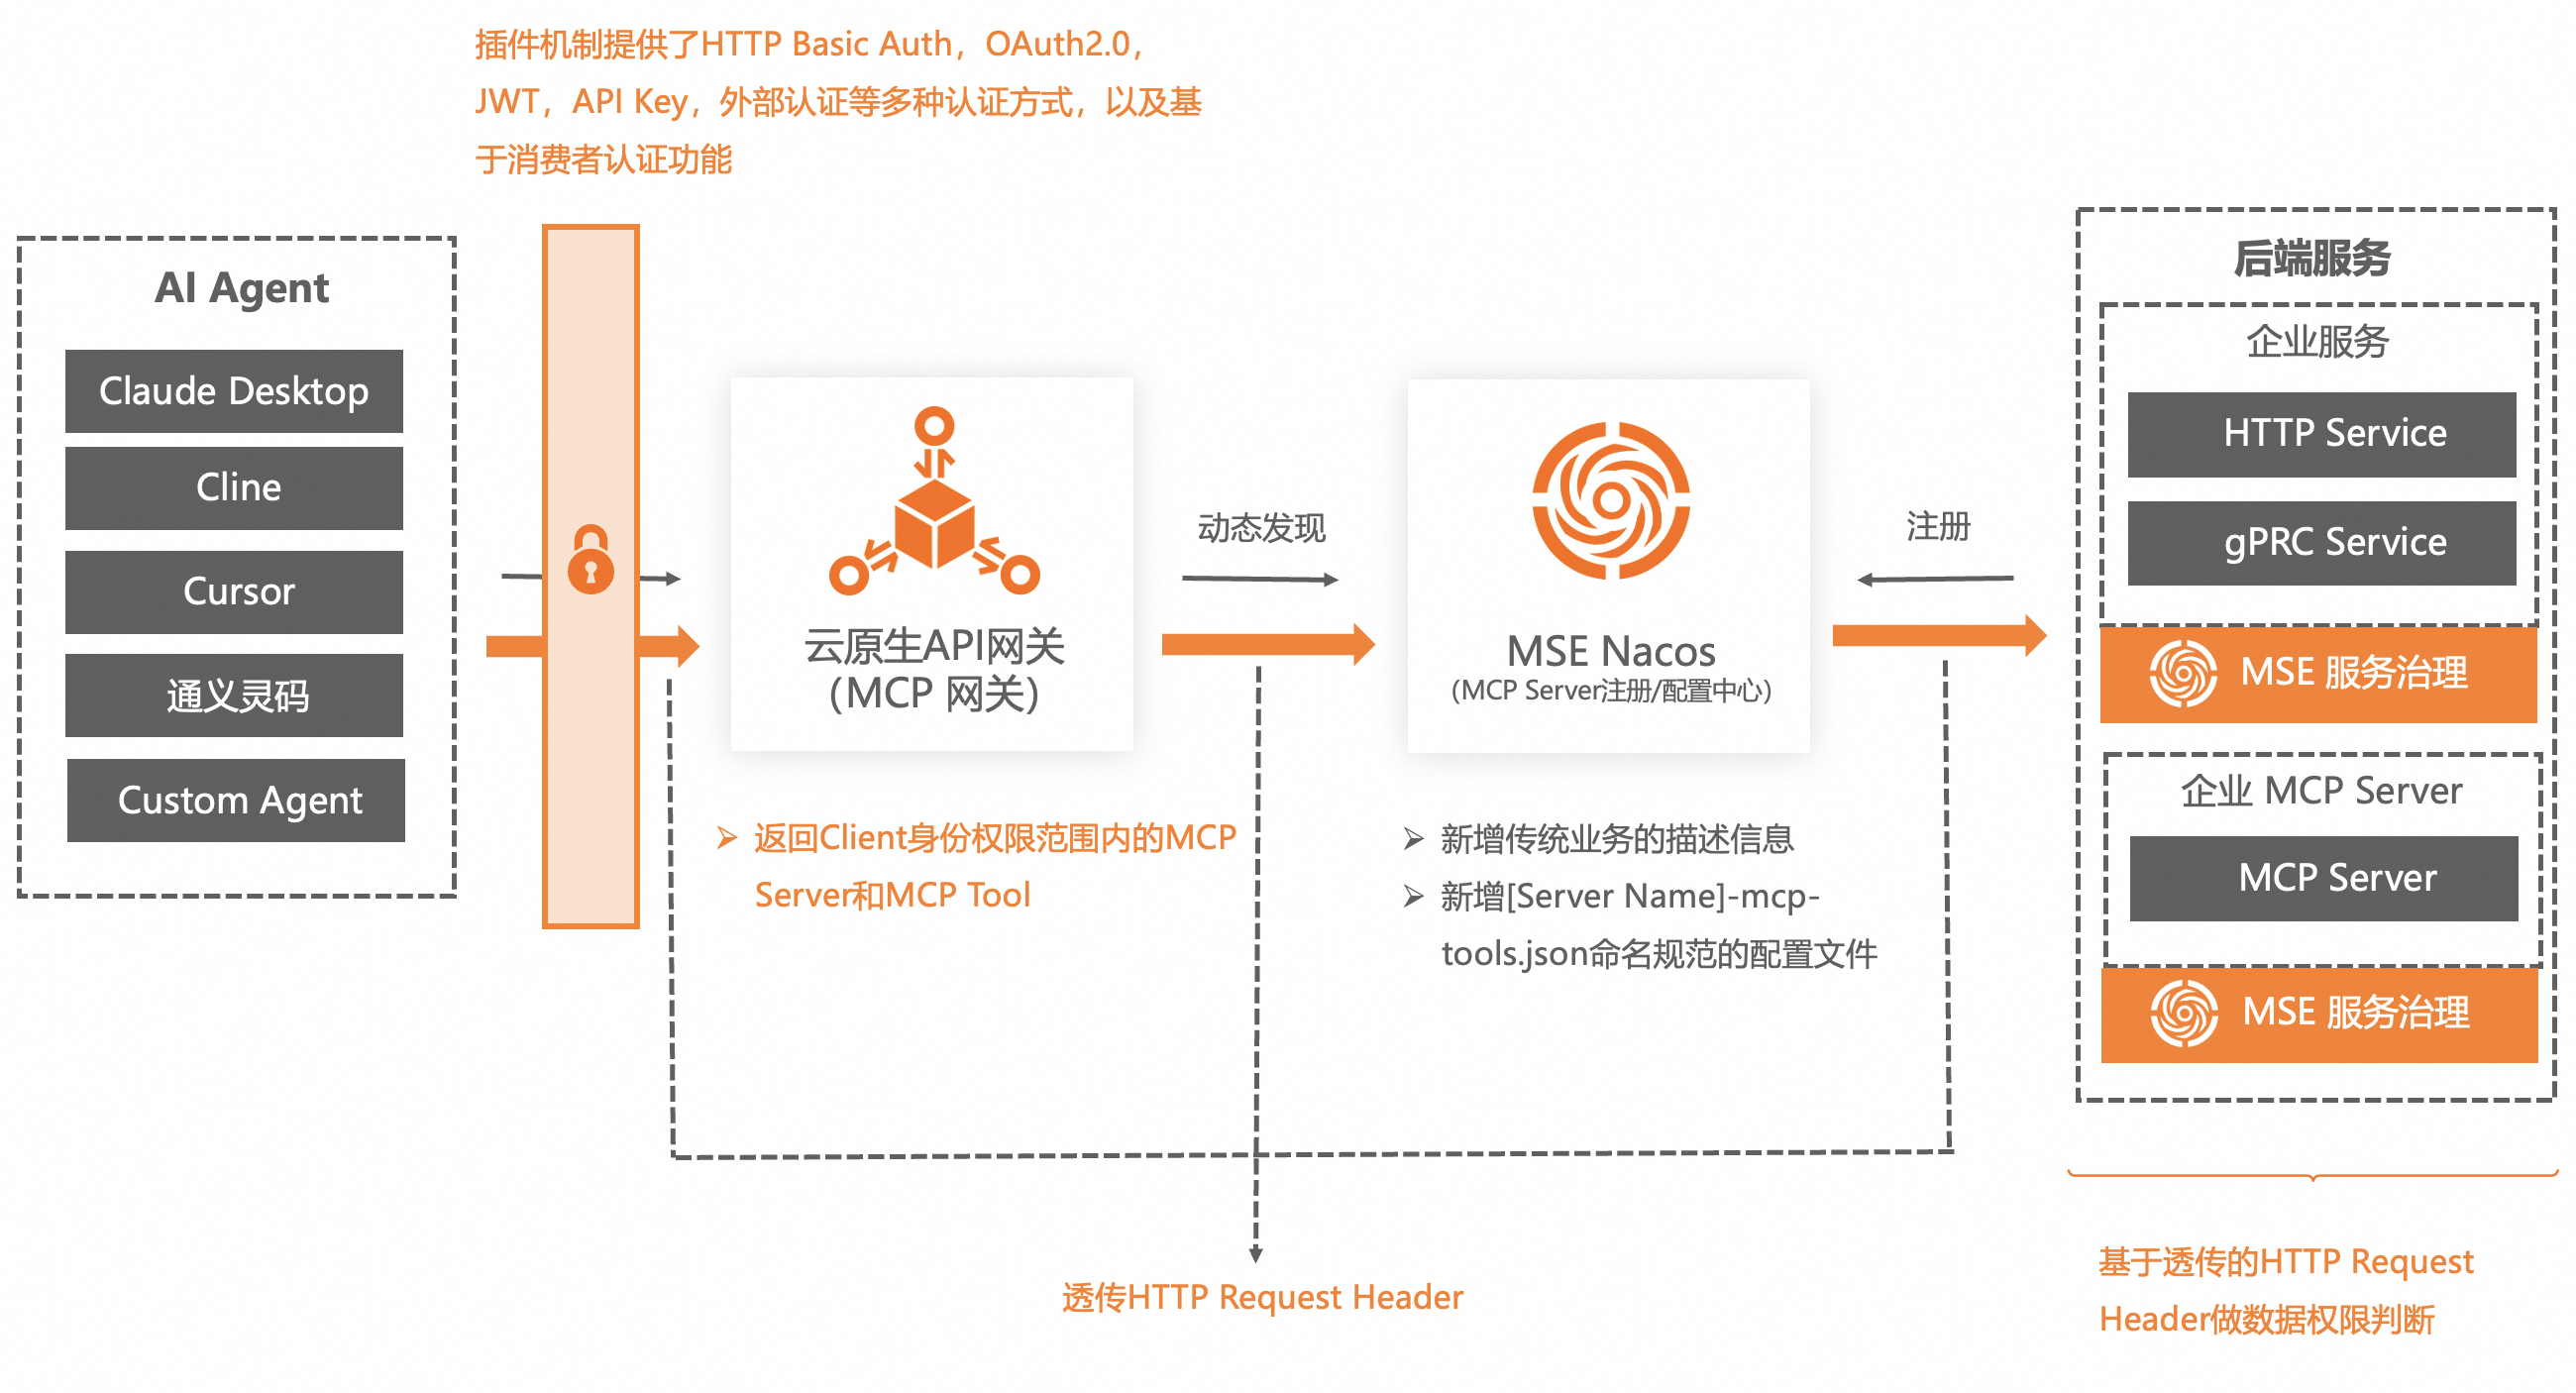 插件机制提供了HTTP Basic Auth，OAuth2.0，
JWT，API Key，外部认证等多种认证方式，以及基
于消费者认证功能
AI Agent
Claude Desktop
Cline
Cursor
通义灵码
Custom Agent
云原生API网关
（MCP 网关）
返回Client身份权限范围内的MCP
Server和MCP Tool
动态发现
MSE Nacos
（MCP Server注册/配置中心）
新增传统业务的描述信息
新增[Server Name]-mcp-
tools.json命名规范的配置文件
注册
后端服务
企业服务
HTTP Service
gPRC Service
MSE 服务治理
企业 MCP Server
MCP Server
MSE 服务治理
透传HTTP Request Header
基于透传的HTTP Request
Header做数据权限判断